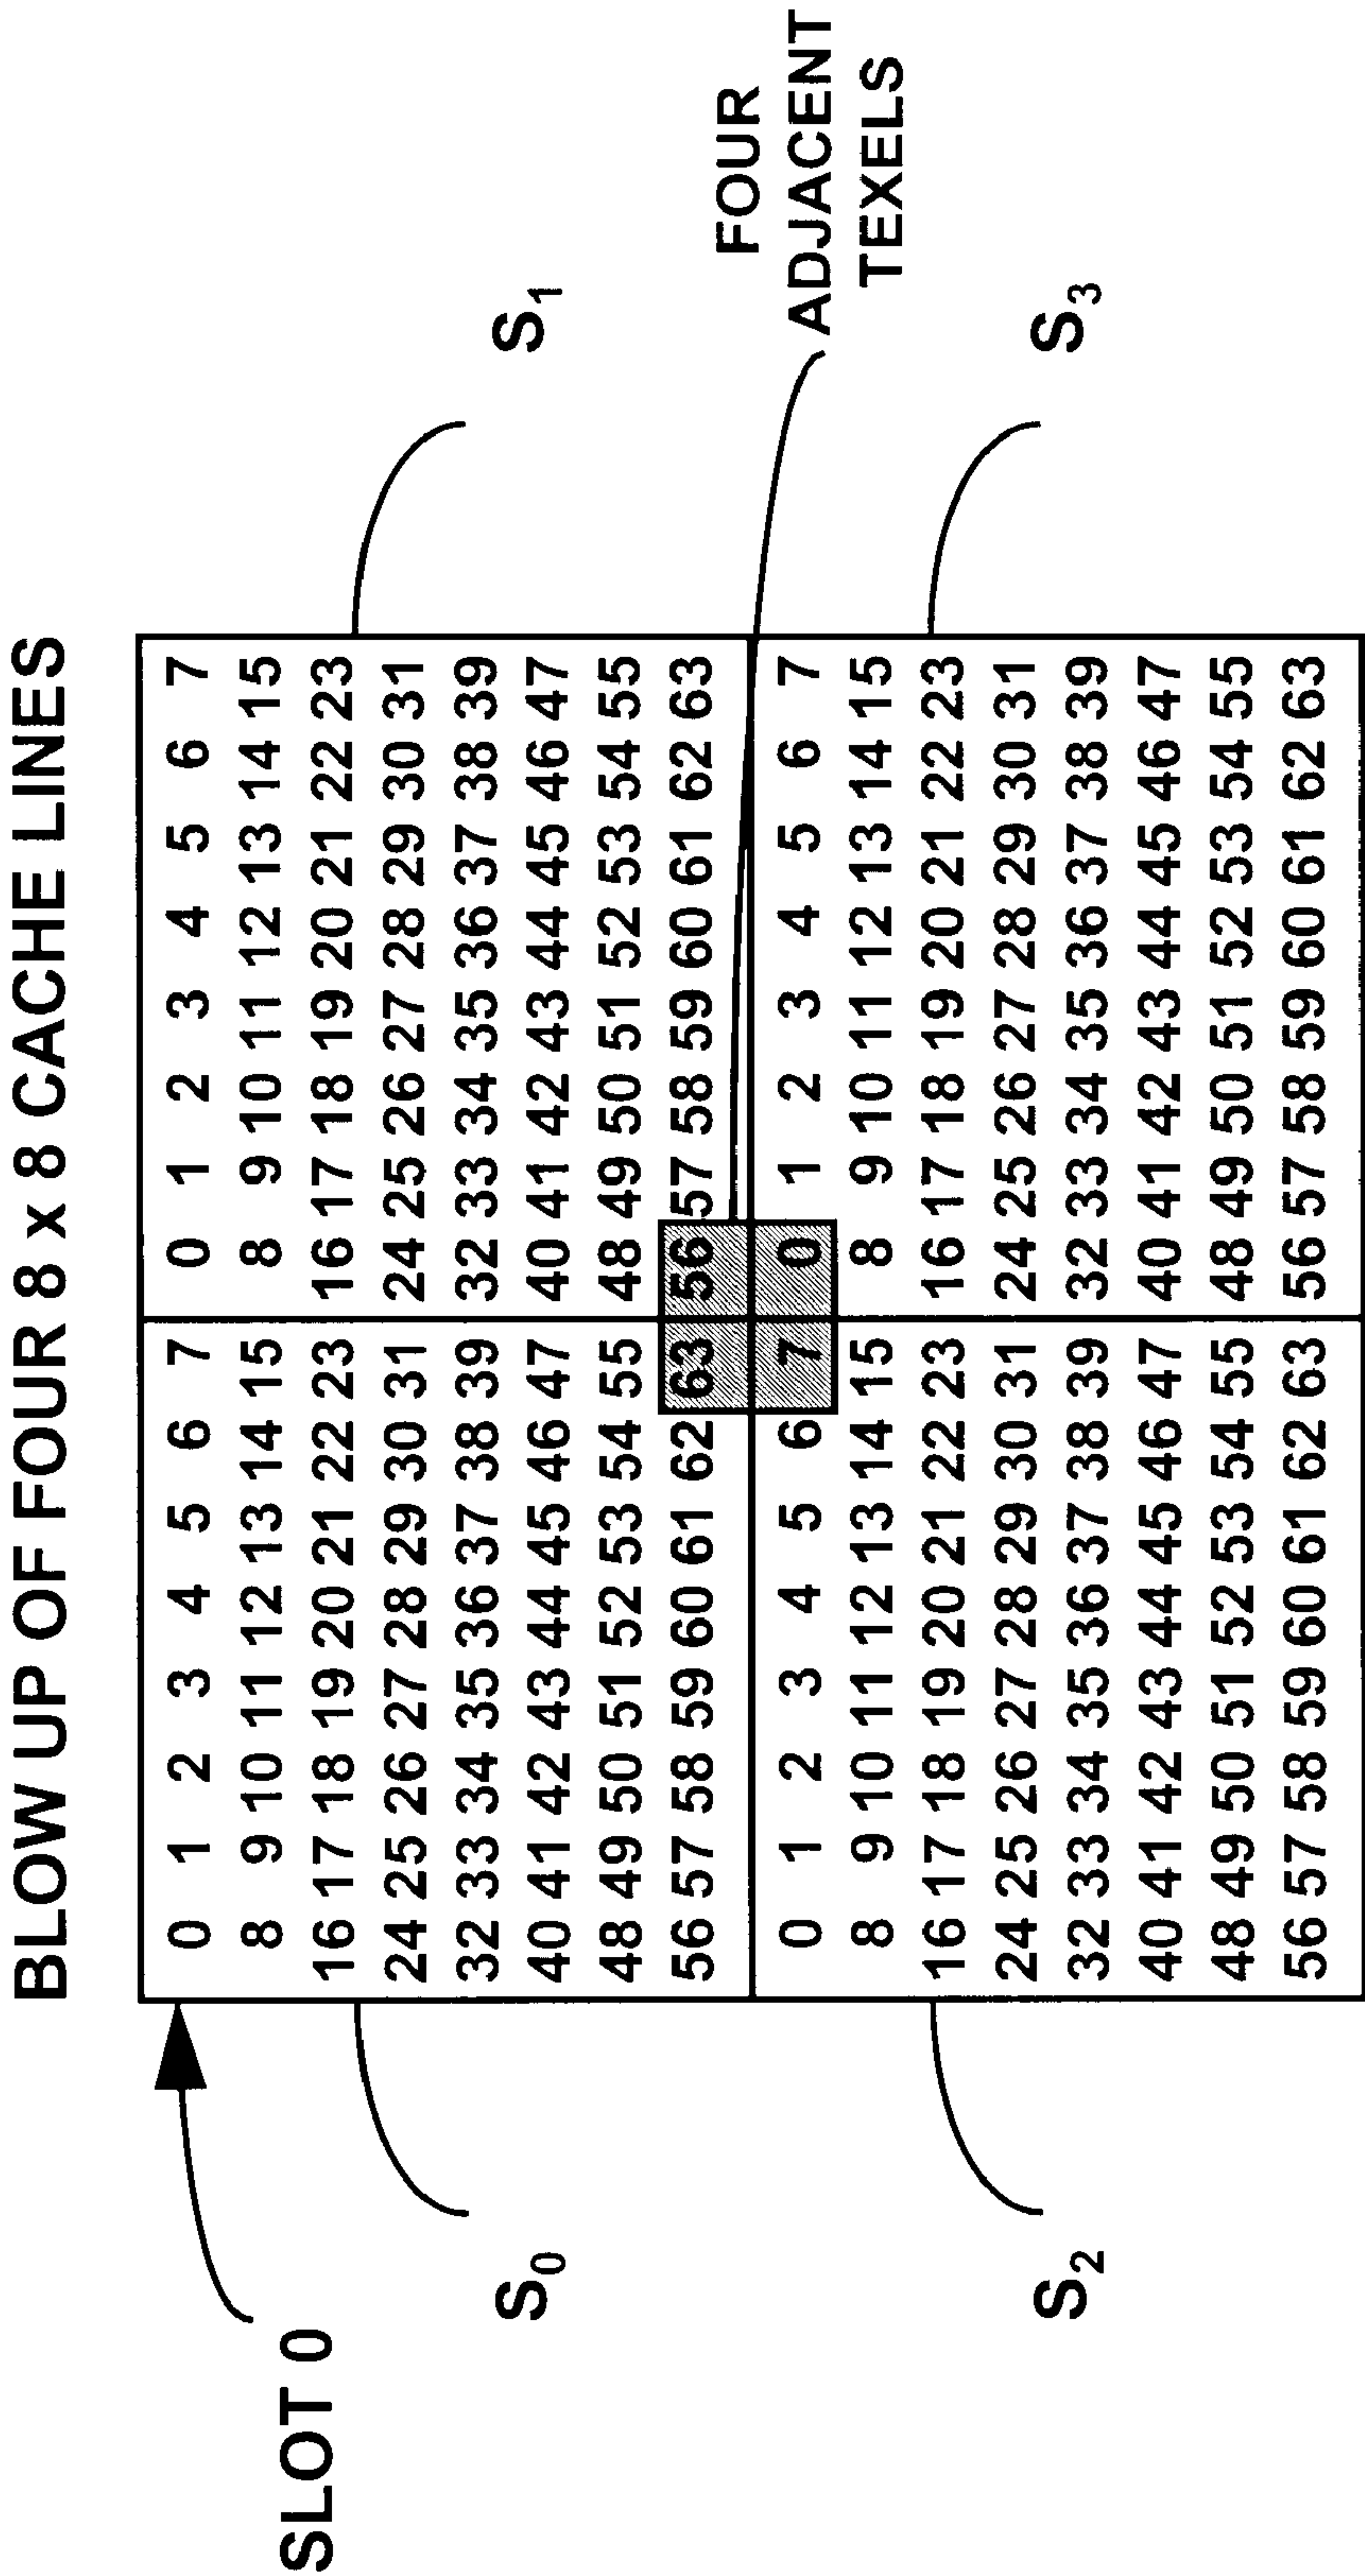 BLOW UP OF FOUR 8 x 8 CACHE LINES
SLOT 0
0 1 2 3 4 5 6 7 0 1 2 3 4 5 6 7
8 9 10 11 12 13 14 15 8 9 10 11 12 13 14 15
16 17 18 19 20 21 22 23 16 17 18 19 20 21 22 23
24 25 26 27 28 29 30 31 24 25 26 27 28 29 30 31
32 33 34 35 36 37 38 39 32 33 34 35 36 37 38 39
40 41 42 43 44 45 46 47 40 41 42 43 44 45 46 47
48 49 50 51 52 53 54 55 48 49 50 51 52 53 54 55
56 57 58 59 60 61 62 63 56 57 58 59 60 61 62 63
S0
S1
0 1 2 3 4 5 6 7 0 1 2 3 4 5 6 7
8 9 10 11 12 13 14 15 8 9 10 11 12 13 14 15
16 17 18 19 20 21 22 23 16 17 18 19 20 21 22 23
24 25 26 27 28 29 30 31 24 25 26 27 28 29 30 31
32 33 34 35 36 37 38 39 32 33 34 35 36 37 38 39
40 41 42 43 44 45 46 47 40 41 42 43 44 45 46 47
48 49 50 51 52 53 54 55 48 49 50 51 52 53 54 55
56 57 58 59 60 61 62 63 56 57 58 59 60 61 62 63
S2
S3
FOUR
ADJACENT
TEXELS